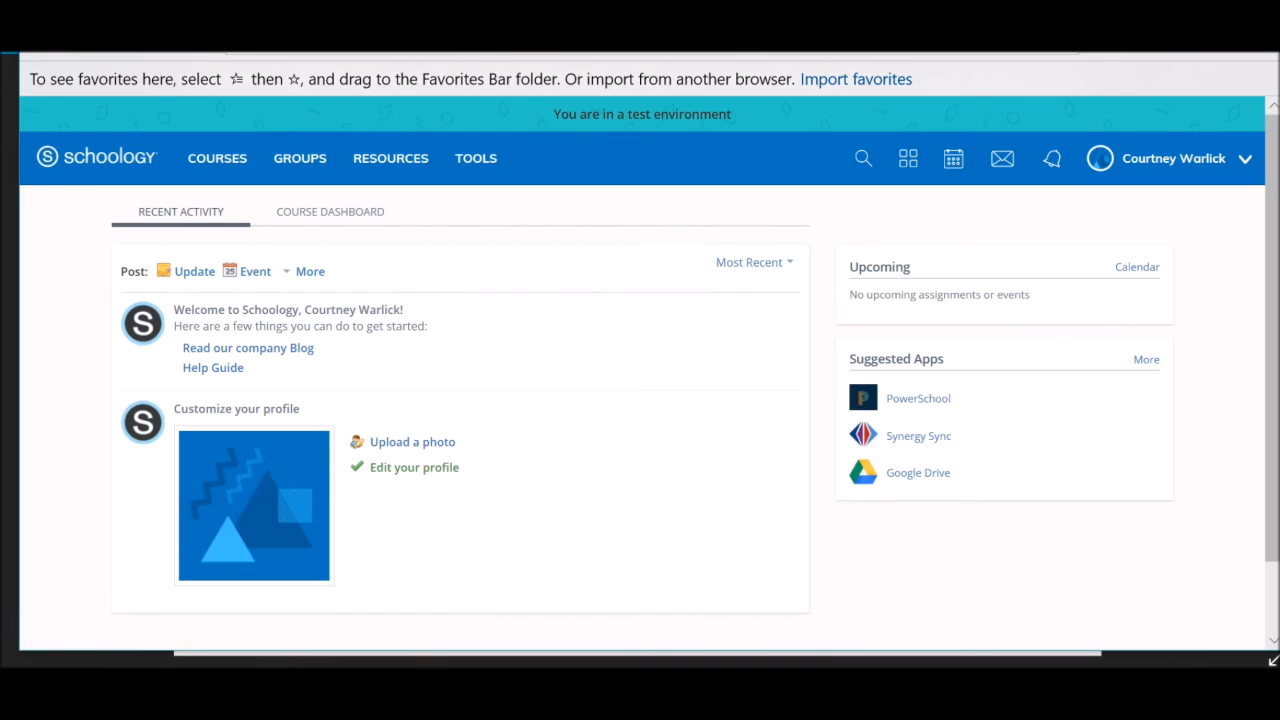 To see favorites here, select then , and drag to the Favorites Bar folder. Or import from another browser. Import favorites
You are in a test environment
S schoology COURSES GROUPS RESOURCES TOOLS Courtney Warlick
RECENT ACTIVITY COURSE DASHBOARD
Post: Update 25 Event More
Most Recent
S
Welcome to Schoology, Courtney Warlick!
Here are a few things you can do to get started:
Read our company Blog
Help Guide
S
Customize your profile
Upload a photo
Edit your profile
Upcoming Calendar
No upcoming assignments or events
Suggested Apps More
P PowerSchool
Synergy Sync
Google Drive